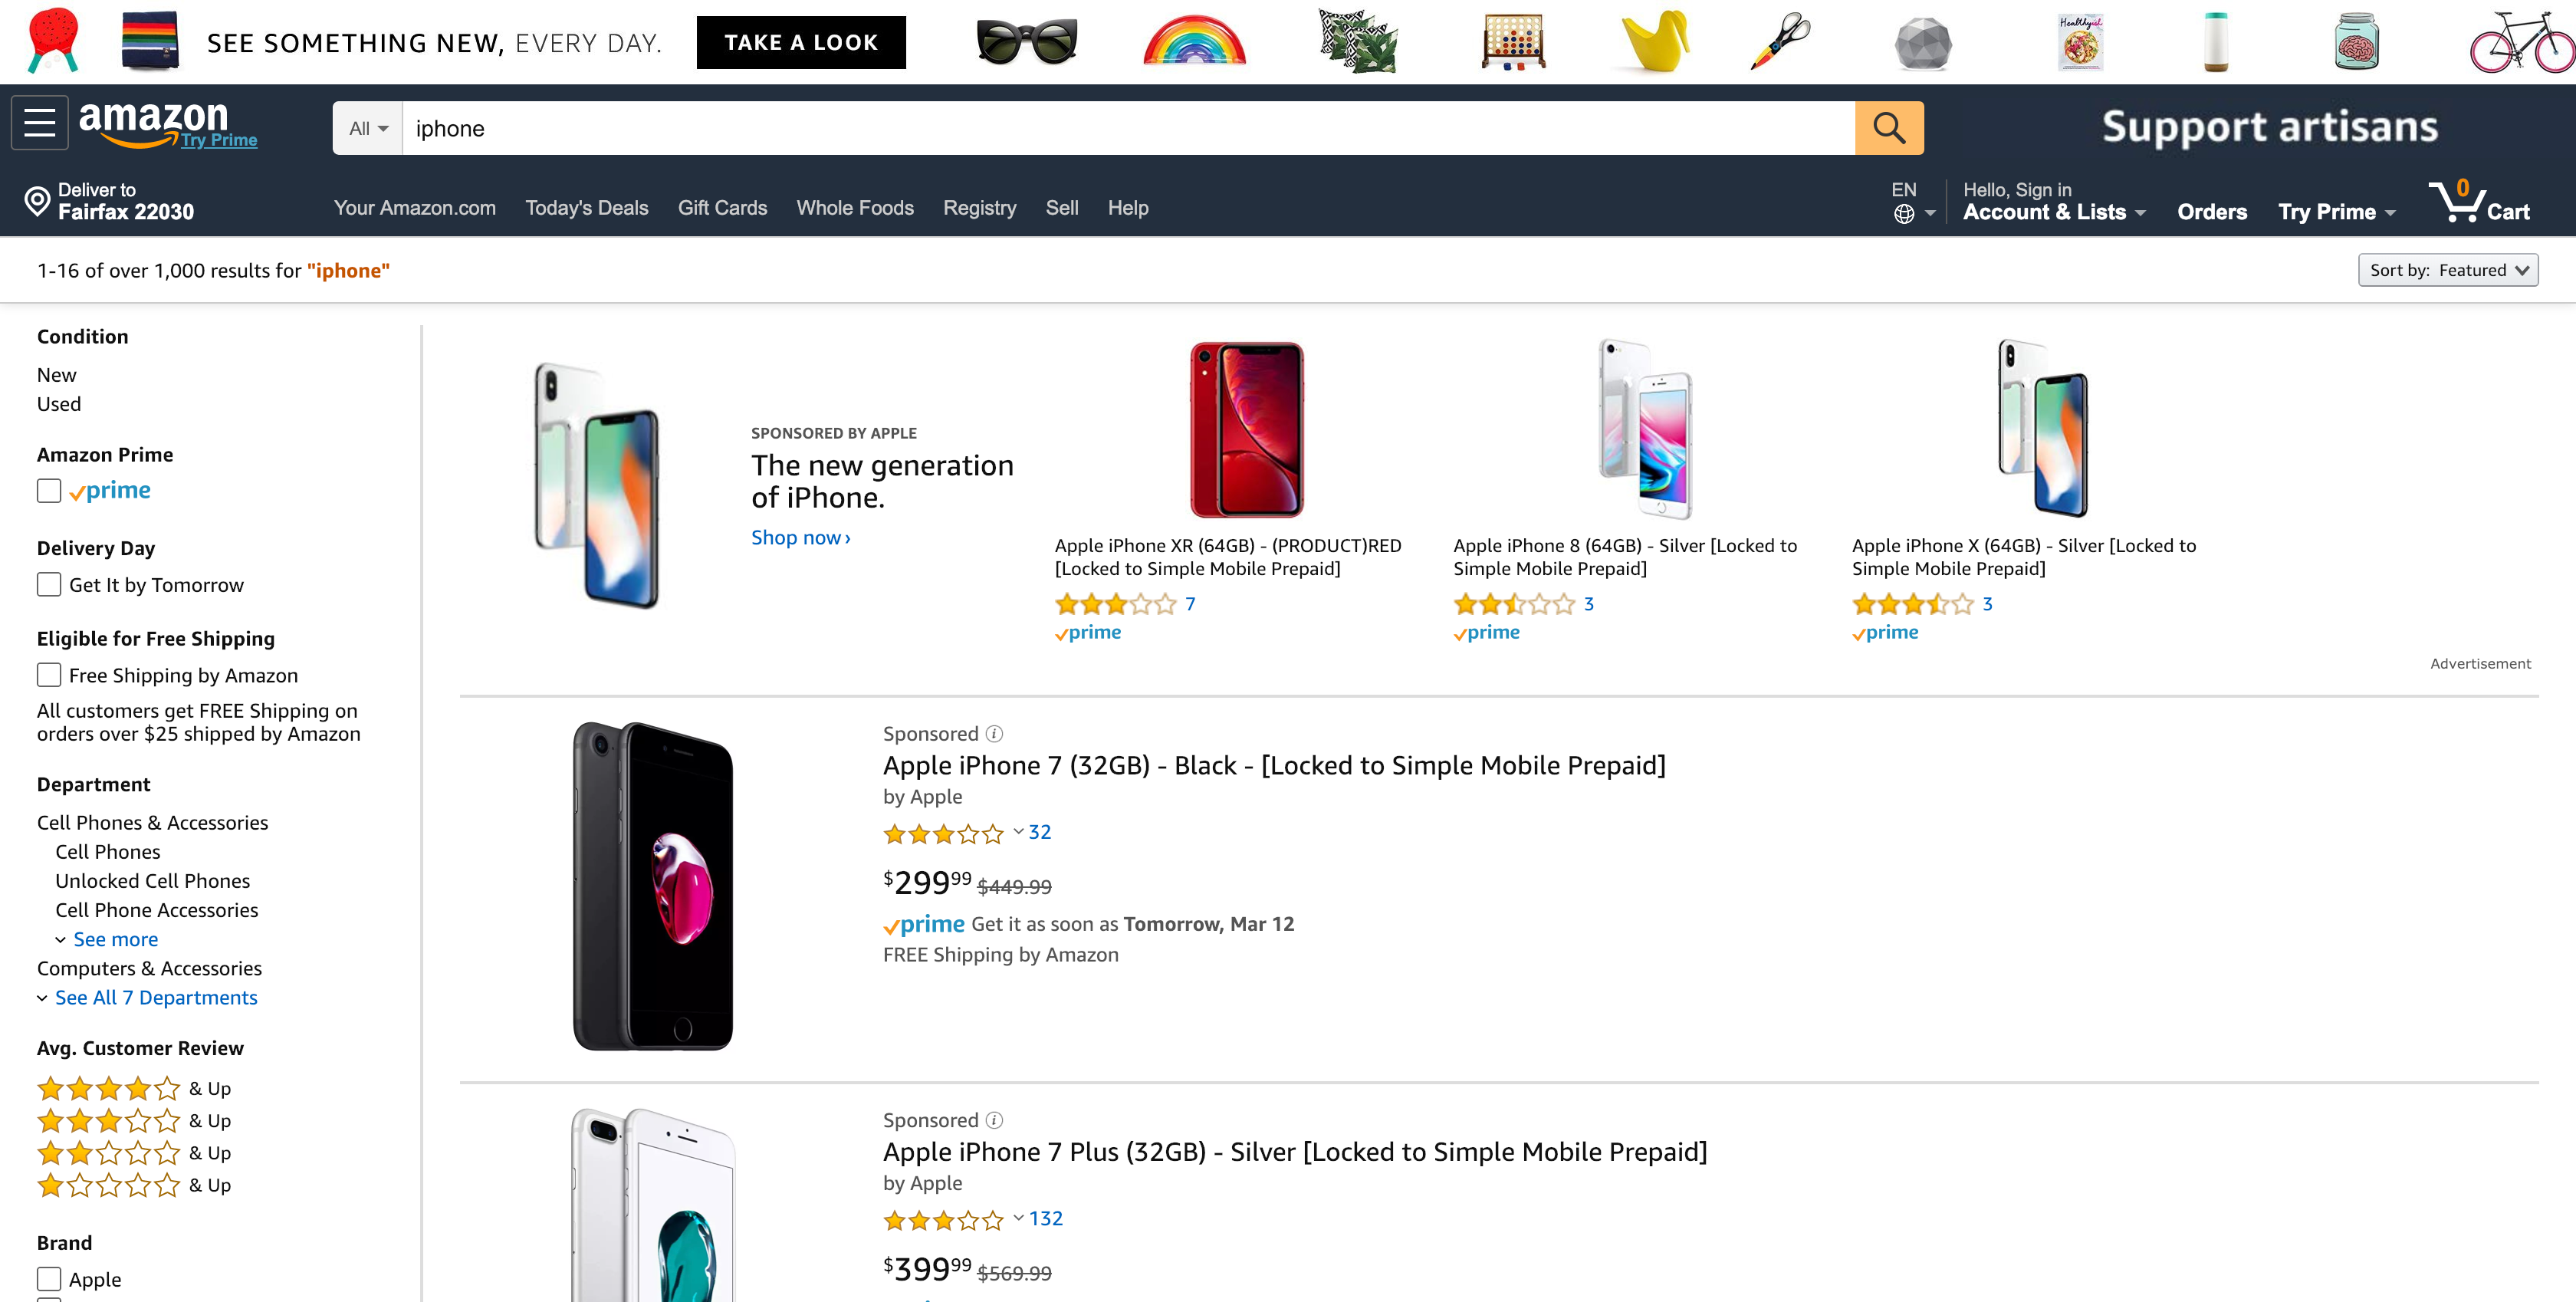 SEE SOMETHING NEW, EVERY DAY.
TAKE A LOOK
Healthyish
amazon
Try Prime
All
iphone
Support artisans
Deliver to
Fairfax 22030
Your Amazon.com Today's Deals Gift Cards Whole Foods Registry Sell Help
EN
Hello, Sign in
Account & Lists
Orders
Try Prime
0
Cart
1-16 of over 1,000 results for "iphone"
Sort by: Featured
Condition
New
Used
Amazon Prime
prime
Delivery Day
Get It by Tomorrow
Eligible for Free Shipping
Free Shipping by Amazon
All customers get FREE Shipping on
orders over $25 shipped by Amazon
Department
Cell Phones & Accessories
Cell Phones
Unlocked Cell Phones
Cell Phone Accessories
See more
Computers & Accessories
See All 7 Departments
Avg. Customer Review
& Up
& Up
& Up
& Up
Brand
Apple
SPONSORED BY APPLE
The new generation
of iPhone.
Shop now ›
Apple iPhone XR (64GB) - (PRODUCT)RED
[Locked to Simple Mobile Prepaid]
7
prime
Apple iPhone 8 (64GB) - Silver [Locked to
Simple Mobile Prepaid]
3
prime
Apple iPhone X (64GB) - Silver [Locked to
Simple Mobile Prepaid]
3
prime
Advertisement
Sponsored
Apple iPhone 7 (32GB) - Black - [Locked to Simple Mobile Prepaid]
by Apple
32
$299 99 $449.99
prime Get it as soon as Tomorrow, Mar 12
FREE Shipping by Amazon
Sponsored
Apple iPhone 7 Plus (32GB) - Silver [Locked to Simple Mobile Prepaid]
by Apple
132
$399 99 $569.99